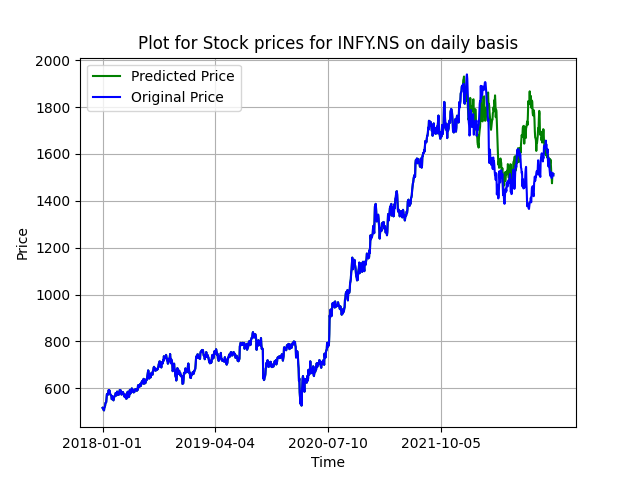 Plot for Stock prices for INFY.NS on daily basis
Predicted Price
Original Price
2000
1800
1600
1400
1200
1000
800
600
Price
2018-01-01
2019-04-04
2020-07-10
2021-10-05
Time